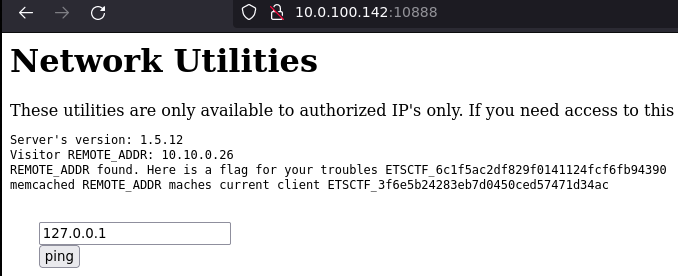 10.0.100.142:10888
Network Utilities
These utilities are only available to authorized IP's only. If you need access to this
Server's version: 1.5.12
Visitor REMOTE_ADDR: 10.10.0.26
REMOTE_ADDR found. Here is a flag for your troubles ETSCTF_6c1f5ac2df829f0141124fcf6fb94390
memcached REMOTE_ADDR maches current client ETSCTF_3f6e5b24283eb7d0450ced57471d34ac
127.0.0.1
ping